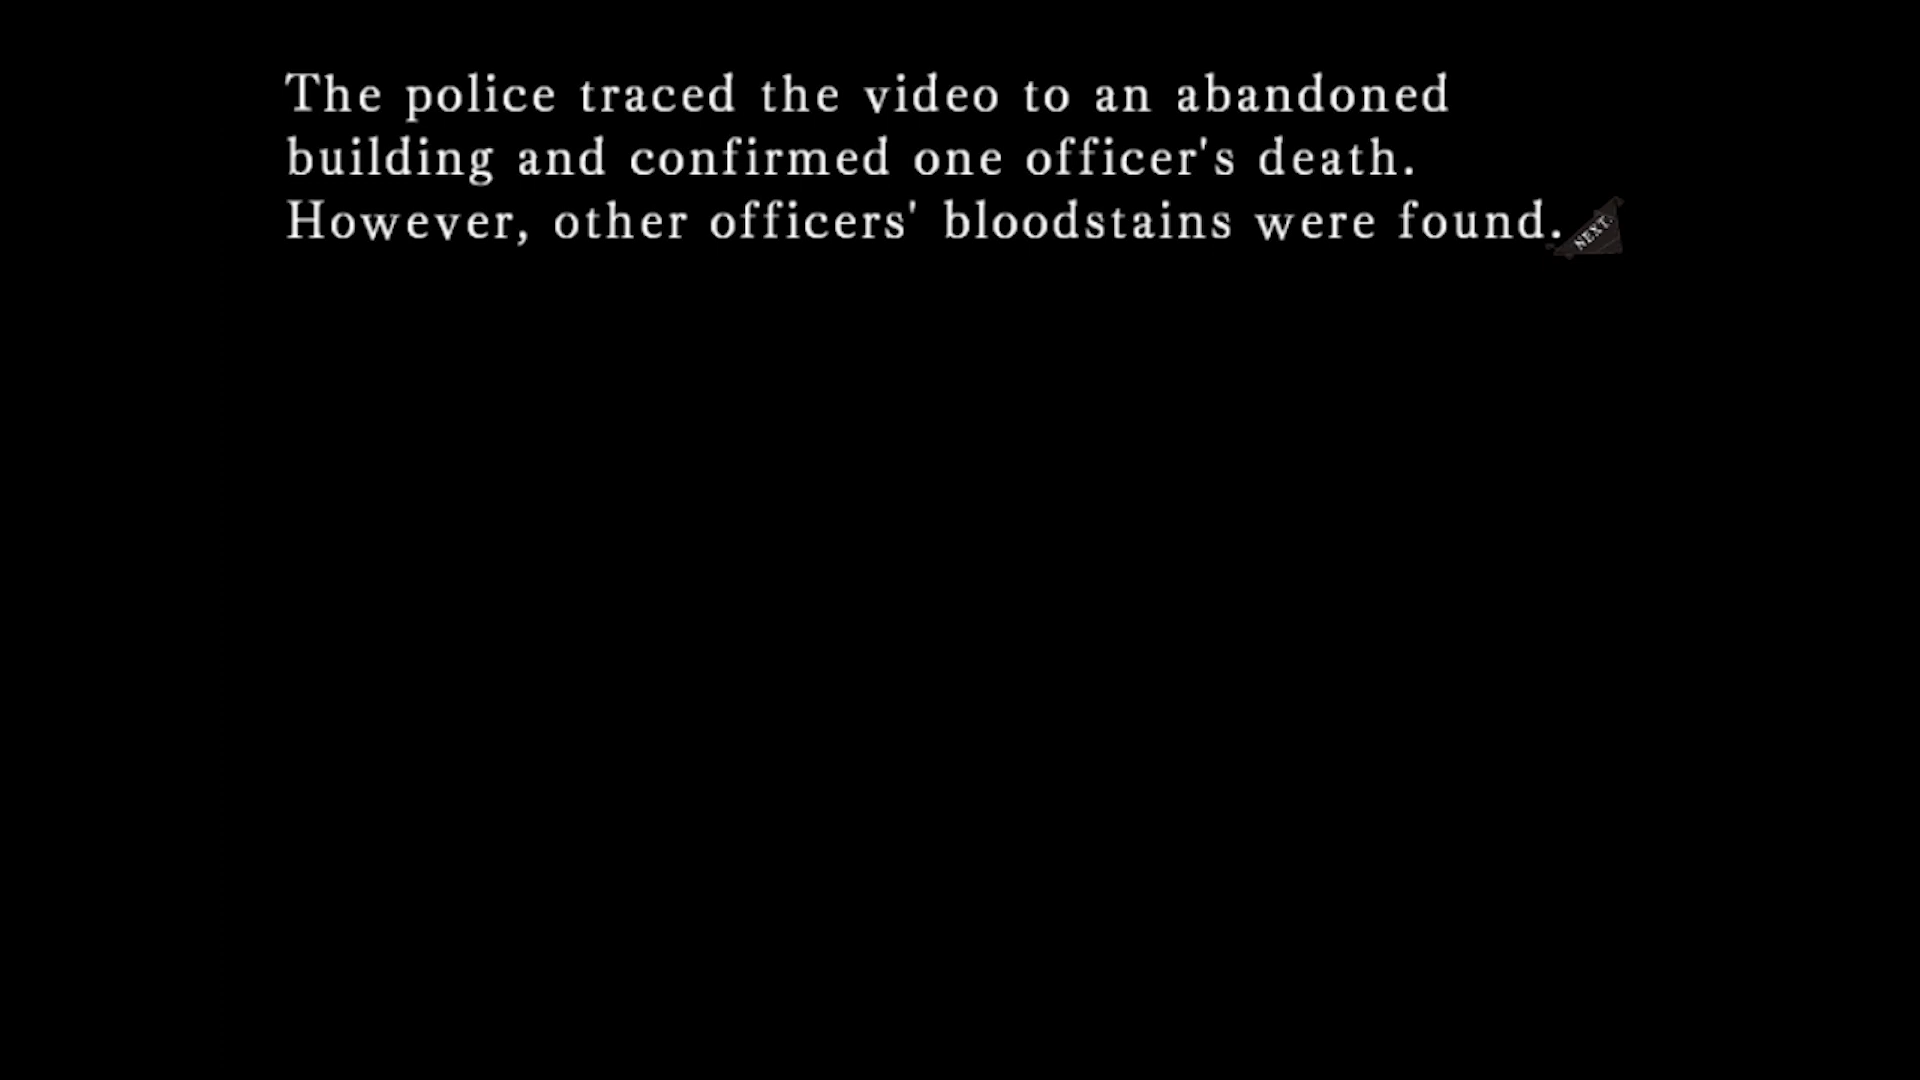 The police traced the video to an abandoned
building and confirmed one officer's death.
However, other officers' bloodstains were found.
NEXT.